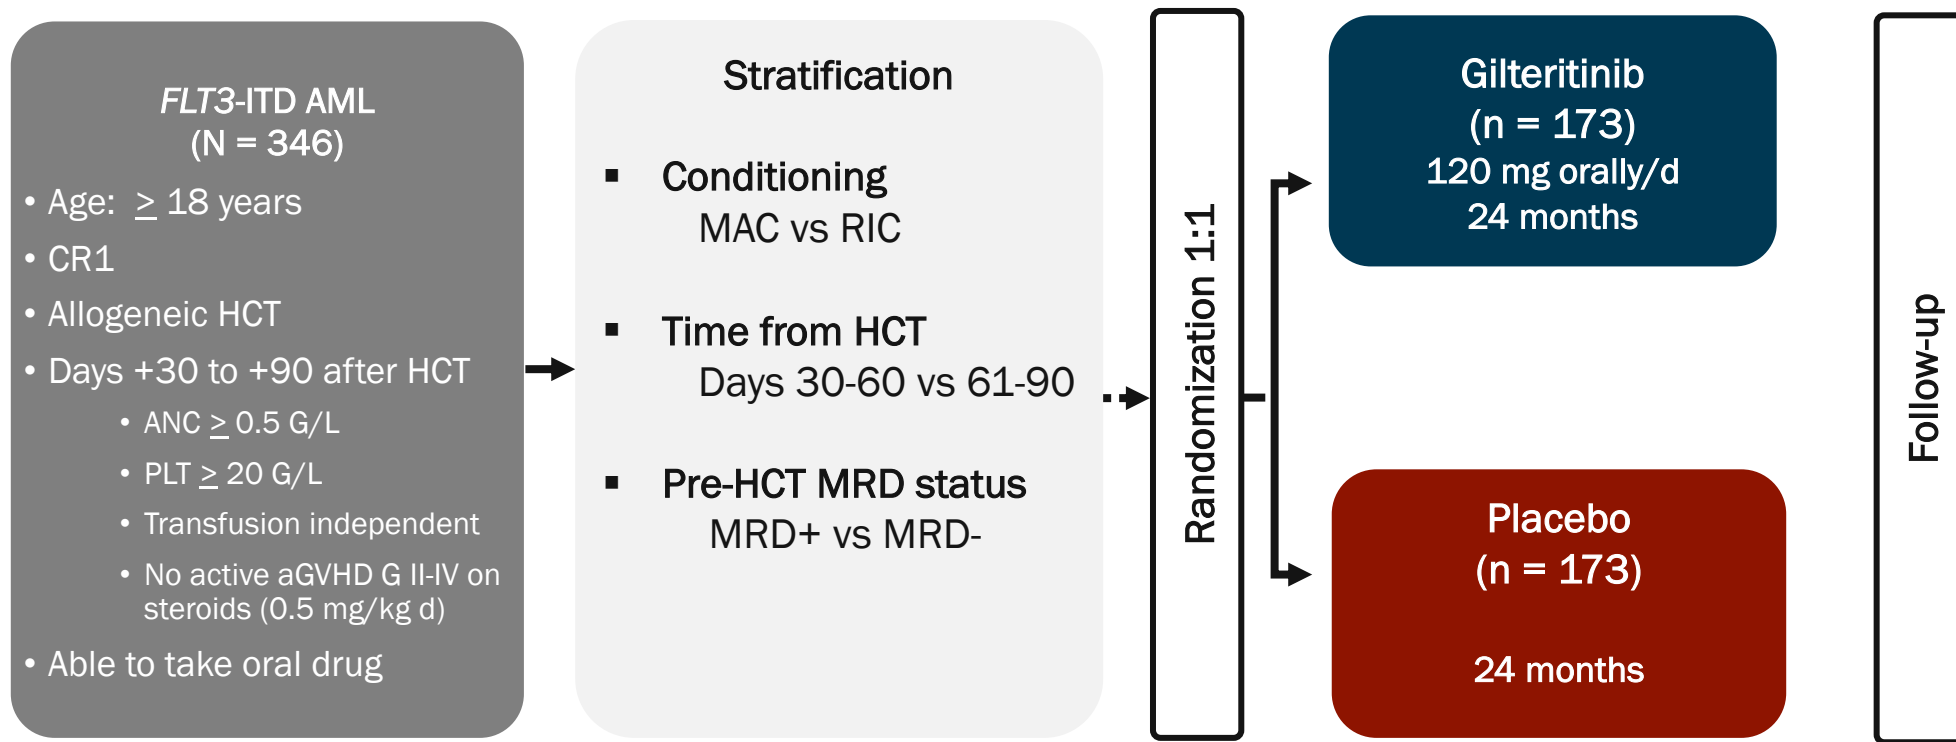 FLT3-ITD AML
(N = 346)
• Age: ≥ 18 years
• CR1
• Allogeneic HCT
• Days +30 to +90 after HCT
• ANC ≥ 0.5 G/L
• PLT ≥ 20 G/L
• Transfusion independent
• No active aGVHD G II-IV on
steroids (0.5 mg/kg d)
• Able to take oral drug
Stratification
▪ Conditioning
MAC vs RIC
▪ Time from HCT
Days 30-60 vs 61-90
▪ Pre-HCT MRD status
MRD+ vs MRD-
Randomization 1:1
Gilteritinib
(n = 173)
120 mg orally/d
24 months
Placebo
(n = 173)
24 months
Follow-up